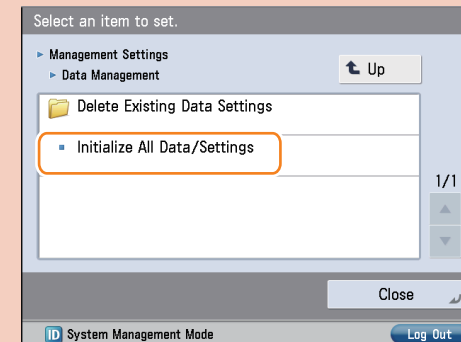 Select an item to set.
Management Settings
Data Management
Up
Delete Existing Data Settings
Initialize All Data/Settings
1/1
Close
ID System Management Mode
Log Out